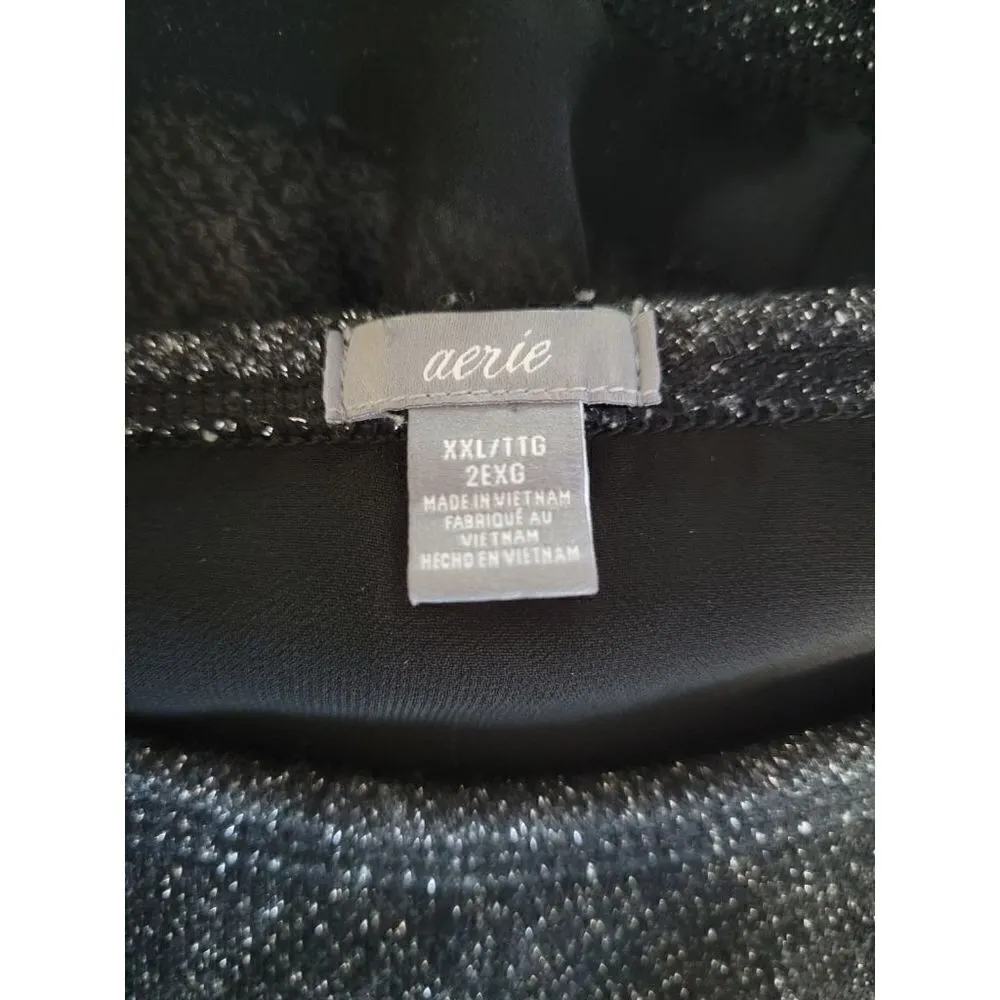 aerie
XXL/TTG
2EXG
MADE IN VIETNAM
FABRIQUÉ AU
VIETNAM
HECHO EN VIETNAM